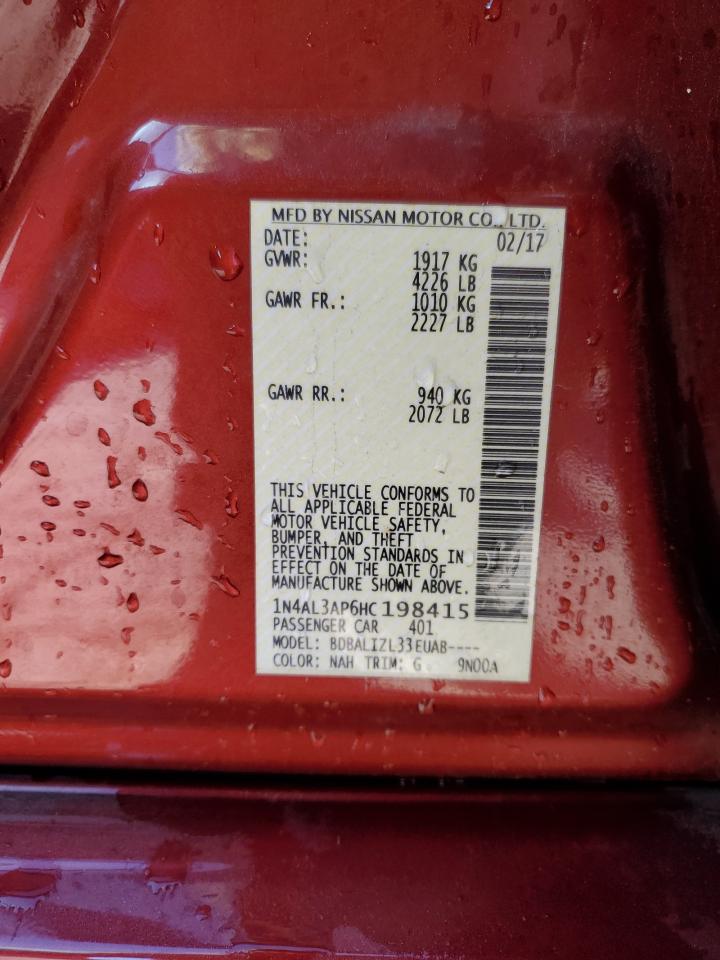 MFD BY NISSAN MOTOR CO., LTD.
DATE: 02/17
GVWR: 1917 KG
4226 LB
GAWR FR.: 1010 KG
2227 LB
GAWR RR.: 940 KG
2072 LB
THIS VEHICLE CONFORMS TO
ALL APPLICABLE FEDERAL
MOTOR VEHICLE SAFETY,
BUMPER, AND THEFT
PREVENTION STANDARDS IN
EFFECT ON THE DATE OF
MANUFACTURE SHOWN ABOVE.
1N4AL3AP6HC198415
PASSENGER CAR 401
MODEL: BDBALIZL33EUAB----
COLOR: NAH TRIM: G 9N00A